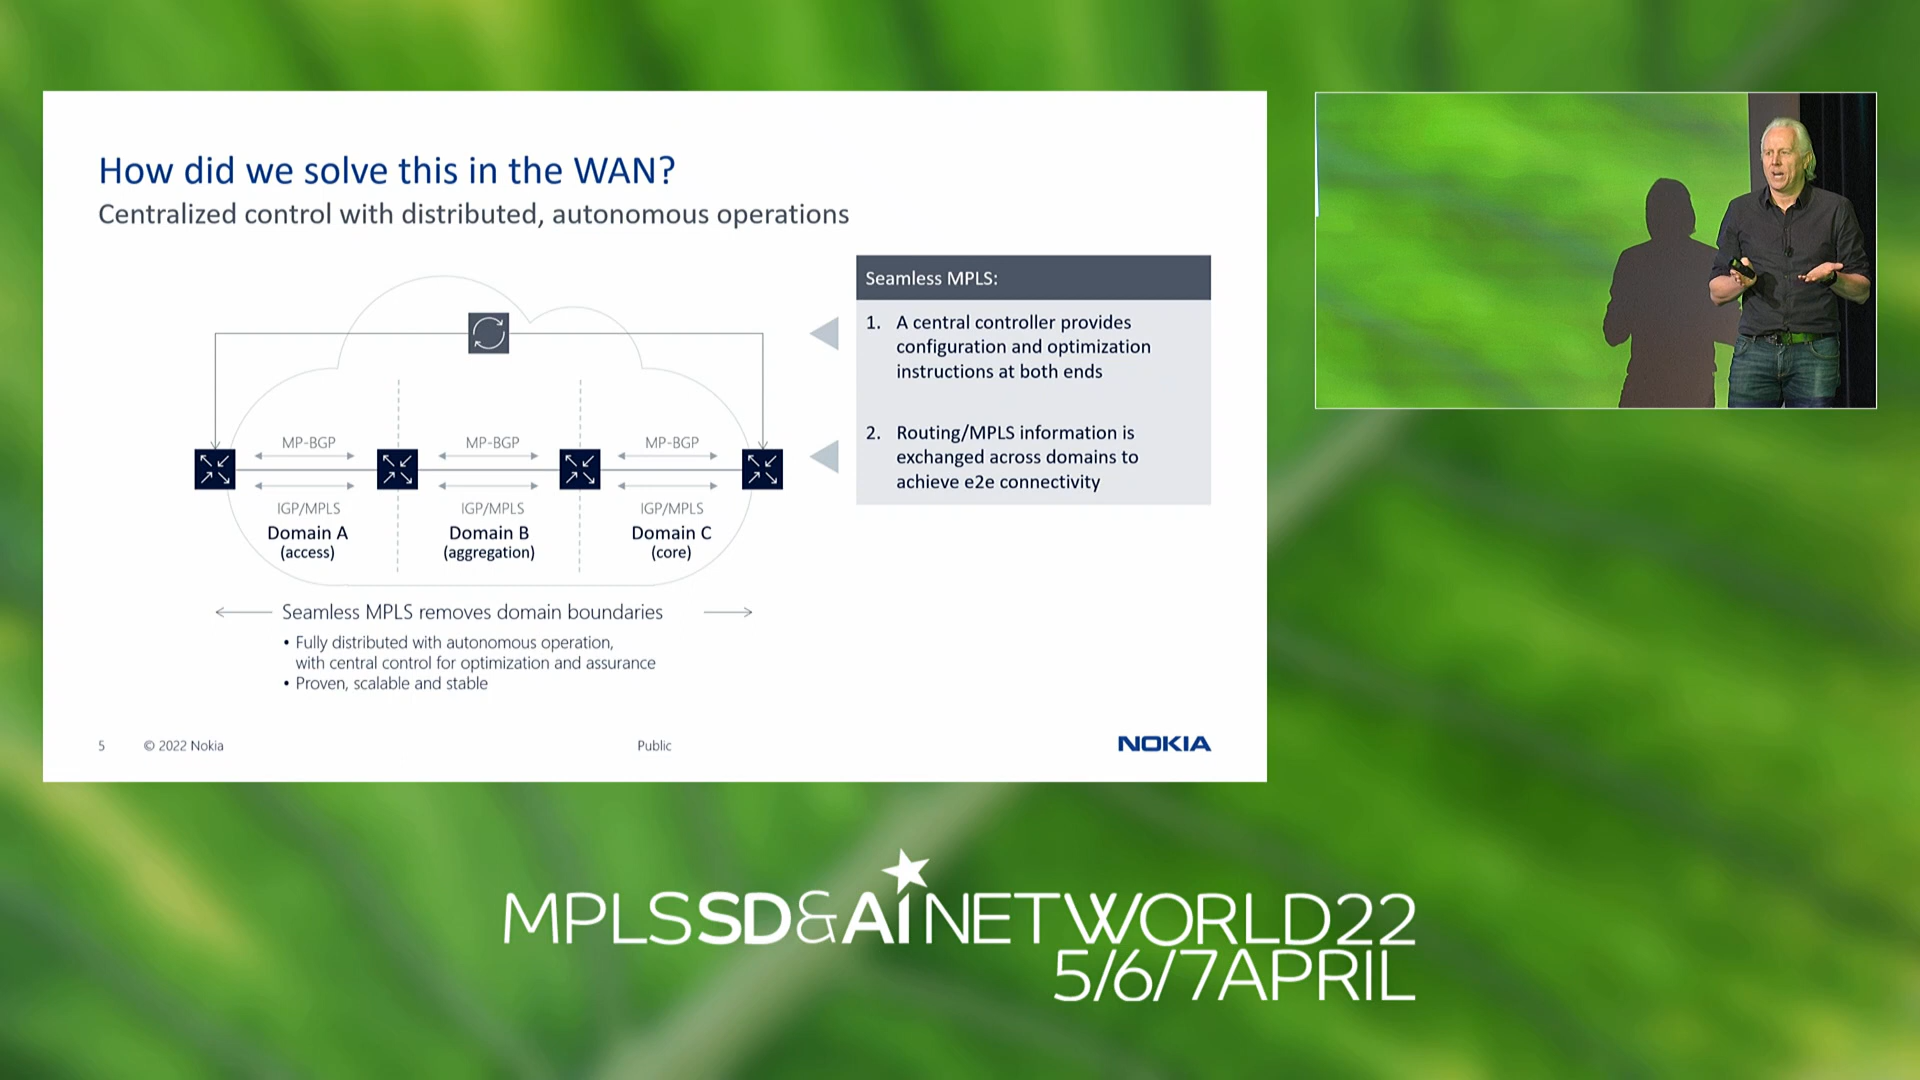 How did we solve this in the WAN?
Centralized control with distributed, autonomous operations
Seamless MPLS:
1. A central controller provides
configuration and optimization
instructions at both ends
2. Routing/MPLS information is
exchanged across domains to
achieve e2e connectivity
MP-BGP MP-BGP MP-BGP
IGP/MPLS IGP/MPLS IGP/MPLS
Domain A Domain B Domain C
(access) (aggregation) (core)
Seamless MPLS removes domain boundaries
• Fully distributed with autonomous operation,
with central control for optimization and assurance
• Proven, scalable and stable
5 © 2022 Nokia Public NOKIA
MPLSSD&AINETWORLD22
5/6/7APRIL